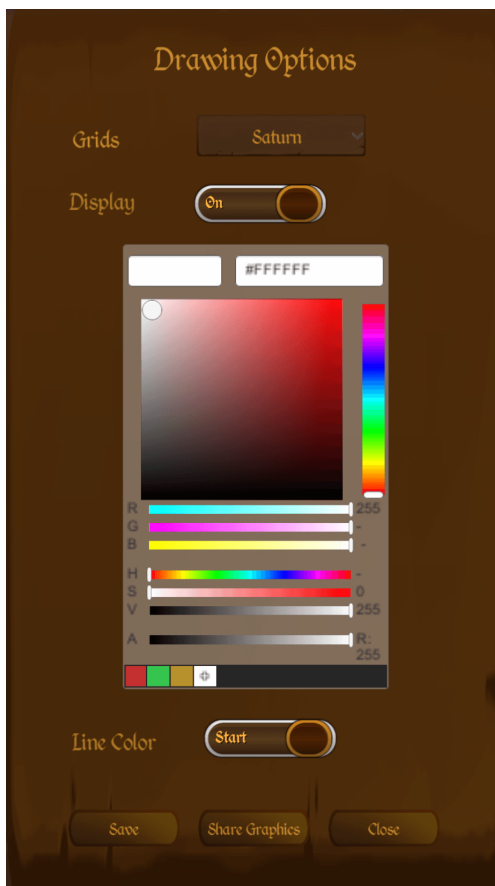 Drawing Options
Grids Saturn
Display On
#FFFFFF
R 255
G -
B -
H -
S 0
V 255
A R:
255
Line Color Start
Save Share Graphics Close